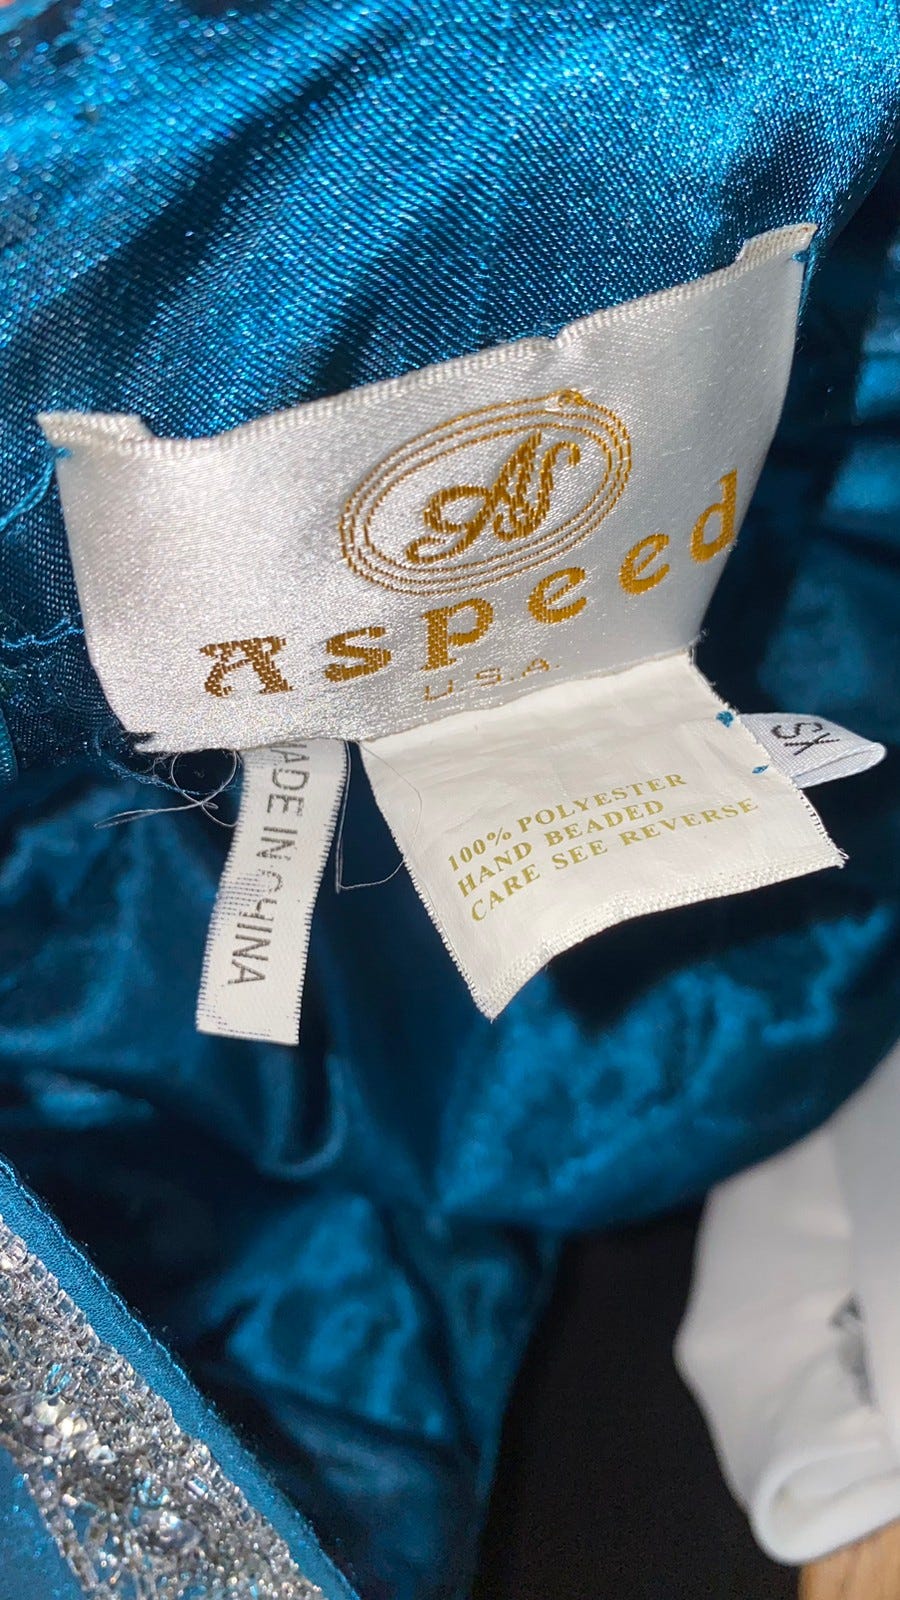 AS
Aspeed
U.S.A.
XS
MADE IN CHINA
100% POLYESTER
HAND BEADED
CARE SEE REVERSE